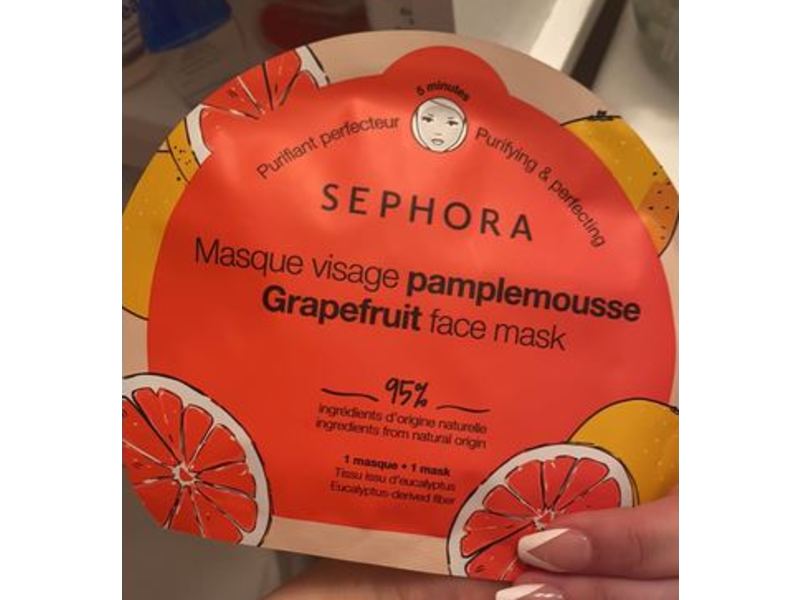 5 minutes
Purifiant perfecteur
Purifying & perfecting
SEPHORA
Masque visage pamplemousse
Grapefruit face mask
95%
ingrédients d'origine naturelle
ingredients from natural origin
1 masque • 1 mask
Tissu issu d'eucalyptus
Eucalyptus-derived fiber